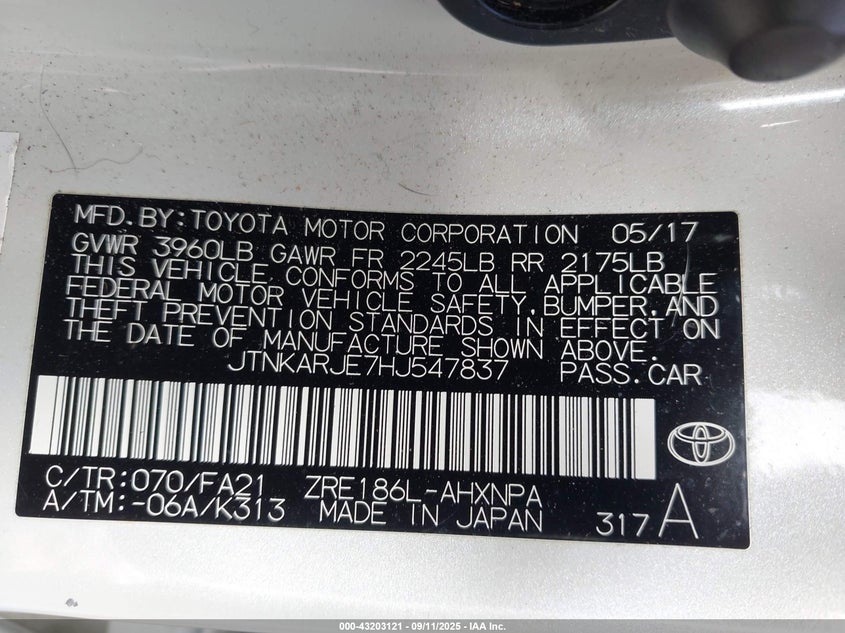 MFD.BY:TOYOTA MOTOR CORPORATION 05/17
GVWR 3960LB GAWR FR 2245LB RR 2175LB
THIS VEHICLE CONFORMS TO ALL APPLICABLE
FEDERAL MOTOR VEHICLE SAFETY,BUMPER,AND
THEFT PREVENTION STANDARDS IN EFFECT ON
THE DATE OF MANUFACTURE SHOWN ABOVE.
JTNKARJE7HJ547837 PASS.CAR
C/TR:070/FA21 ZRE186L-AHXNPA
A/TM:-06A/K313 MADE IN JAPAN 317A
000-43203121 - 09/11/2025 - IAA Inc.